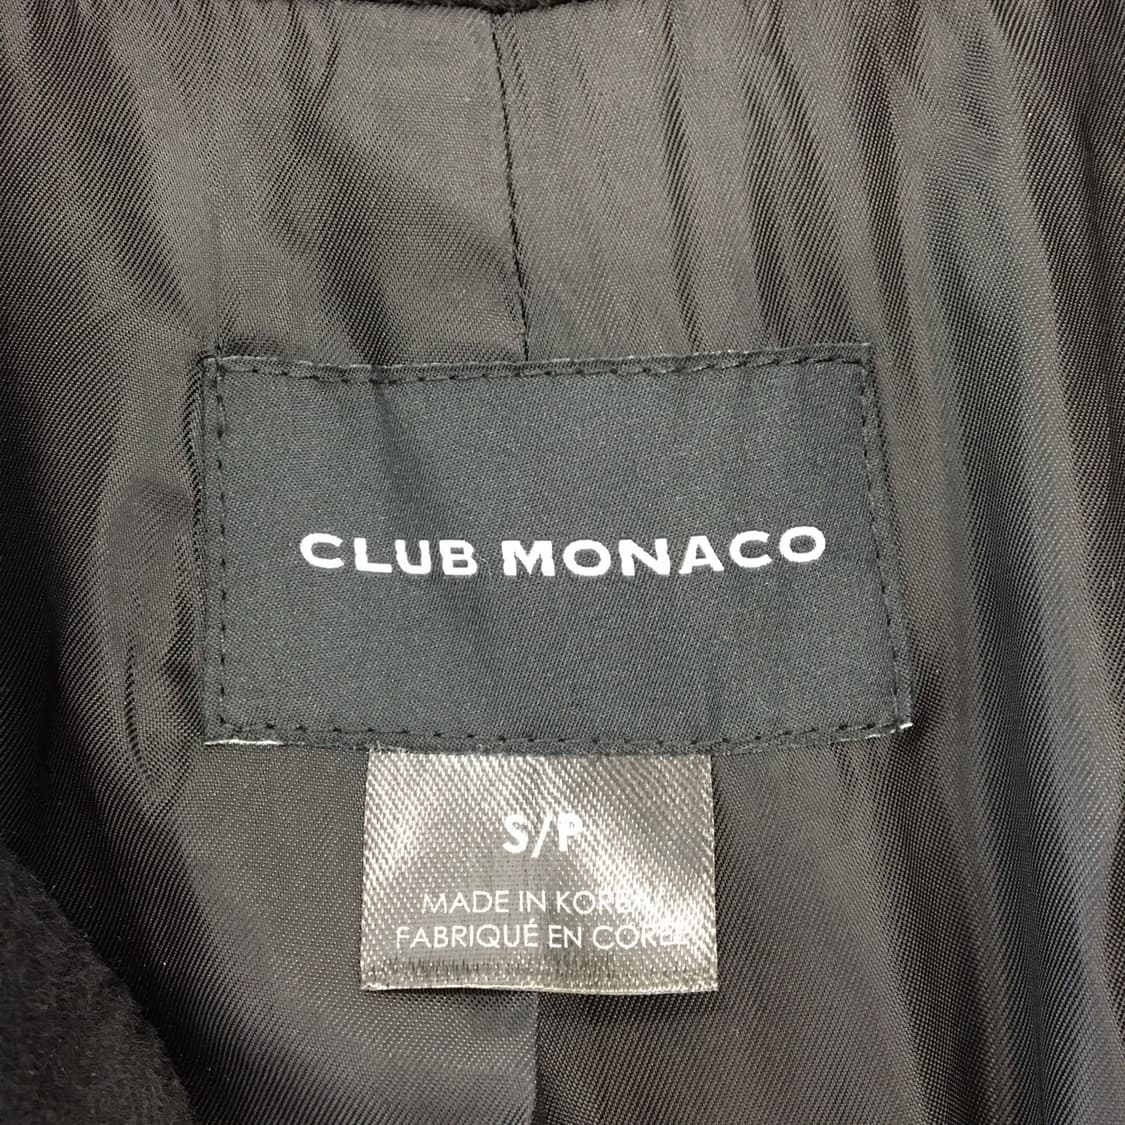 CLUB MONACO
S/P
MADE IN KOREA
FABRIQUÉ EN CORÉE